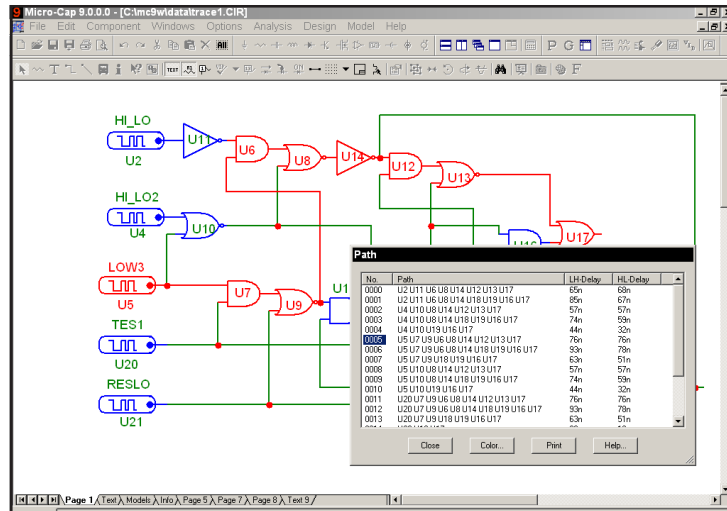 Micro-Cap 9.0.0.0 - [C:\mc9w\data\trace1.CIR]
File Edit Component Windows Options Analysis Design Model Help
TEXT
HI_LO
U11
U6
U8
U14
U12
U13
U2
HI_LO2
U4
U10
U17
LOW3
U5
U7
U9
TES1
U20
RESLO
U21
Path
No. Path LH-Delay HL-Delay
0000 U2 U11 U6 U8 U14 U12 U13 U17 65n 68n
0001 U2 U11 U6 U8 U14 U18 U19 U16 U17 85n 67n
0002 U4 U10 U8 U14 U12 U13 U17 57n 57n
0003 U4 U10 U8 U14 U18 U19 U16 U17 74n 59n
0004 U4 U10 U19 U16 U17 44n 32n
0005 U5 U7 U9 U6 U8 U14 U12 U13 U17 76n 76n
0006 U5 U7 U9 U6 U8 U14 U18 U19 U16 U17 93n 78n
0007 U5 U7 U9 U18 U19 U16 U17 63n 51n
0008 U5 U10 U8 U14 U12 U13 U17 57n 57n
0009 U5 U10 U8 U14 U18 U19 U16 U17 74n 59n
0010 U5 U10 U19 U16 U17 44n 32n
0011 U20 U7 U9 U6 U8 U14 U12 U13 U17 76n 76n
0012 U20 U7 U9 U6 U8 U14 U18 U19 U16 U17 93n 78n
0013 U20 U7 U9 U18 U19 U16 U17 63n 51n
Close Color... Print Help...
Page 1 Text Models Info Page 5 Page 7 Page 8 Text 9